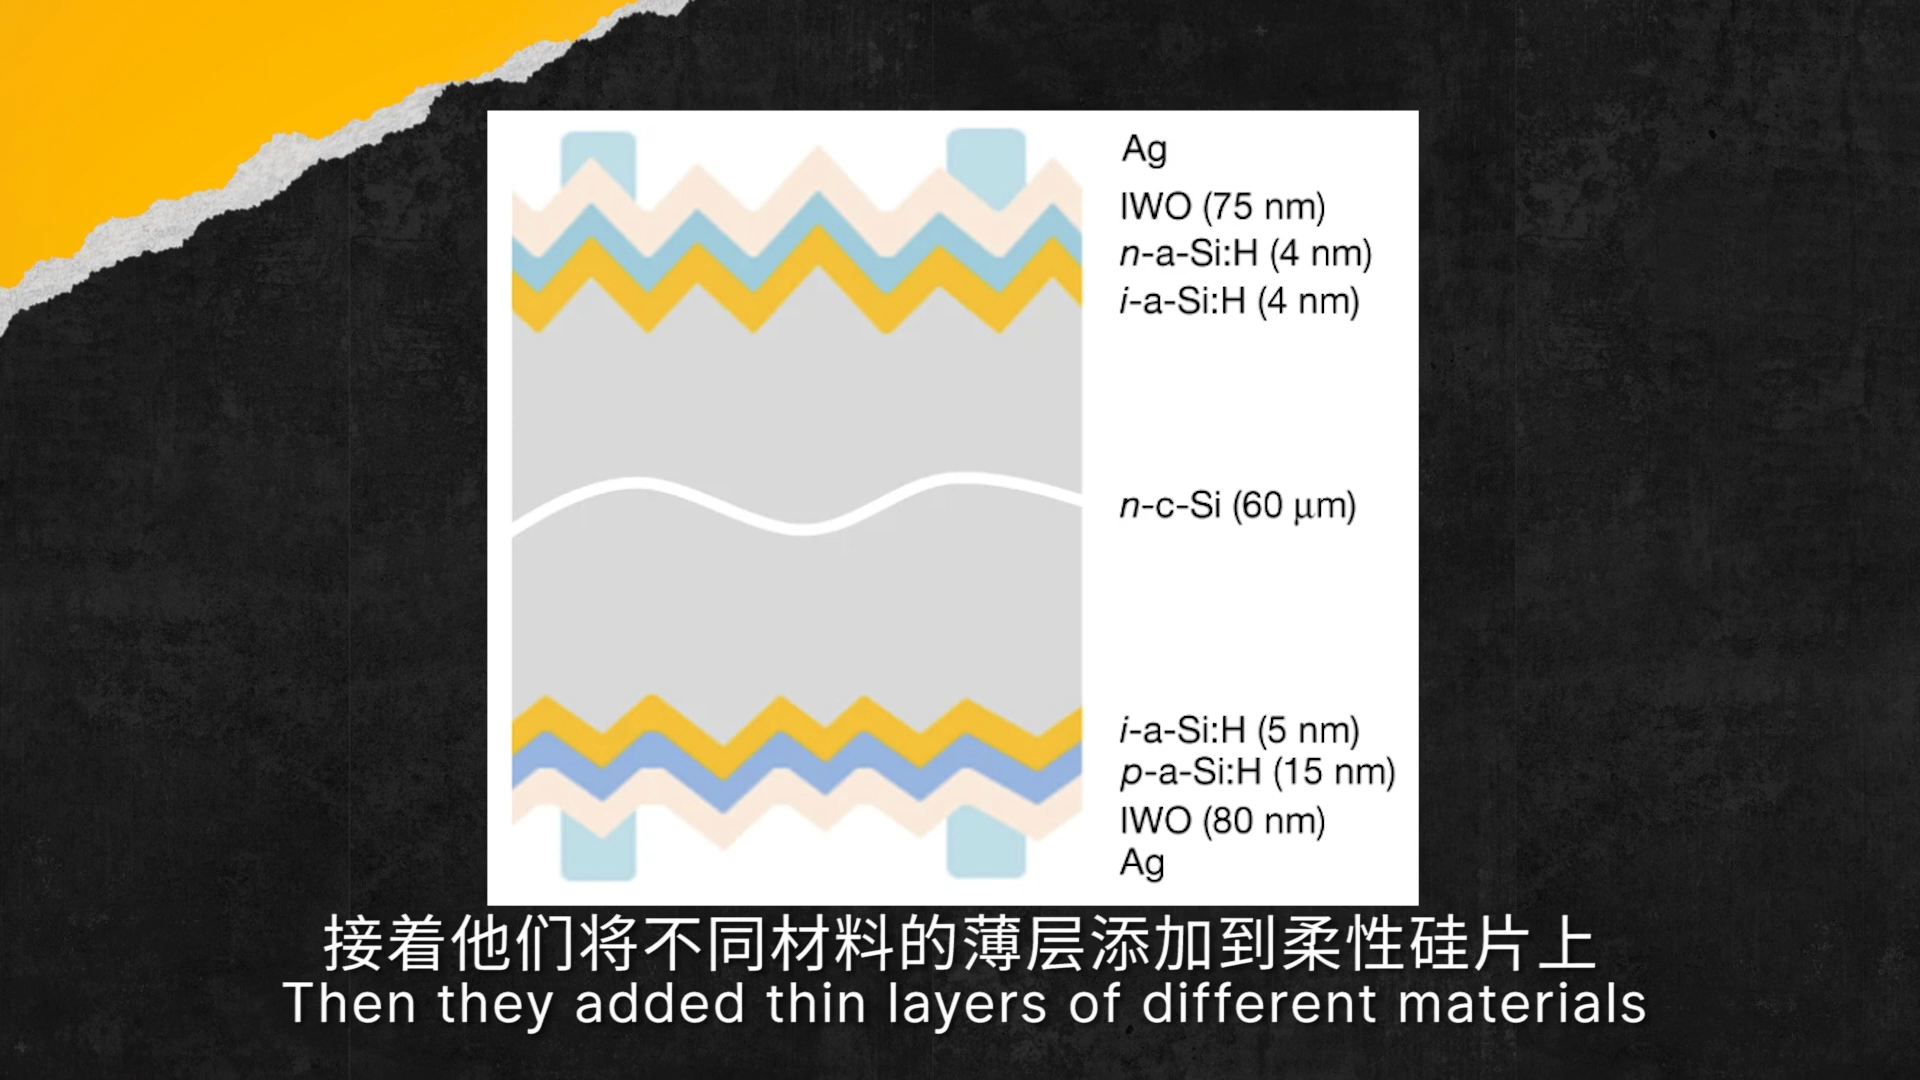 Ag
IWO (75 nm)
n-a-Si:H (4 nm)
i-a-Si:H (4 nm)
n-c-Si (60 μm)
i-a-Si:H (5 nm)
p-a-Si:H (15 nm)
IWO (80 nm)
Ag
接着他们将不同材料的薄层添加到柔性硅片上
Then they added thin layers of different materials